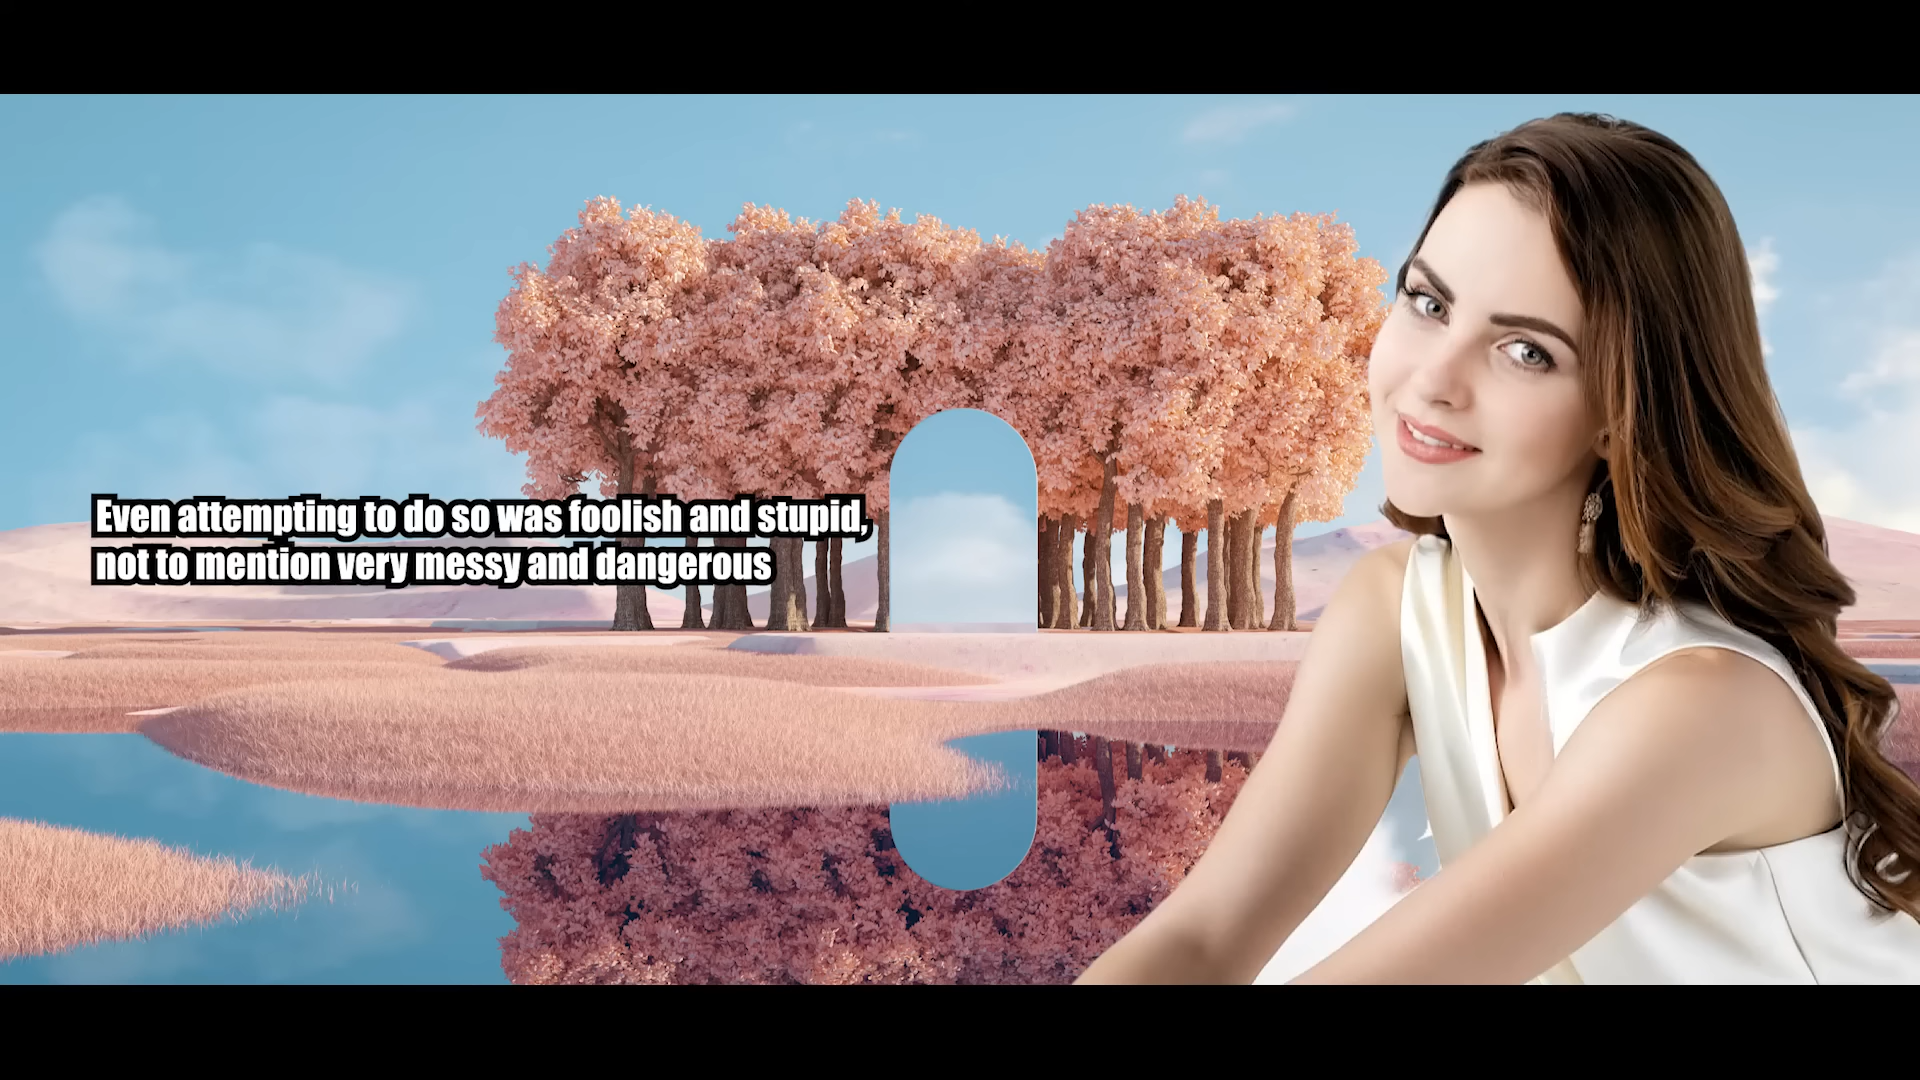 Even attempting to do so was foolish and stupid,
not to mention very messy and dangerous